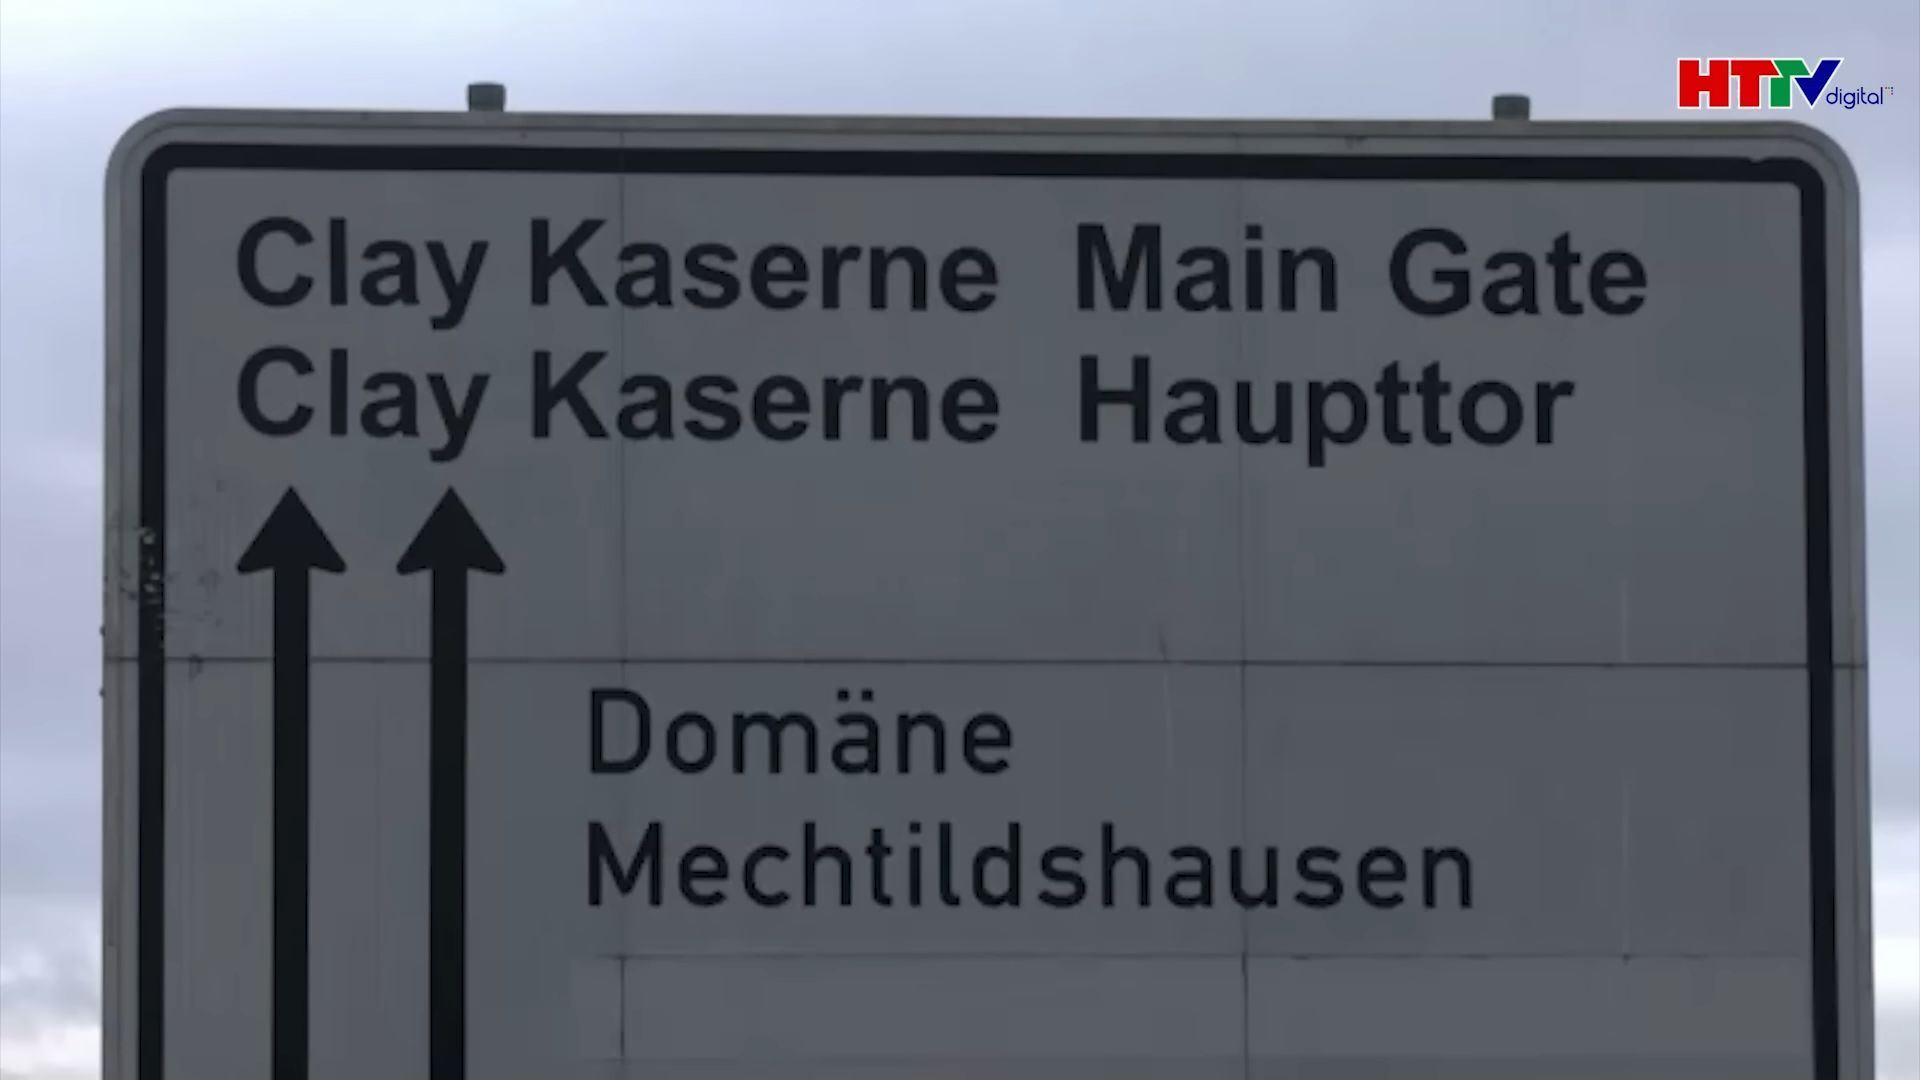 HTTV digital
Clay Kaserne Main Gate
Clay Kaserne Haupttor
Domäne
Mechtildshausen